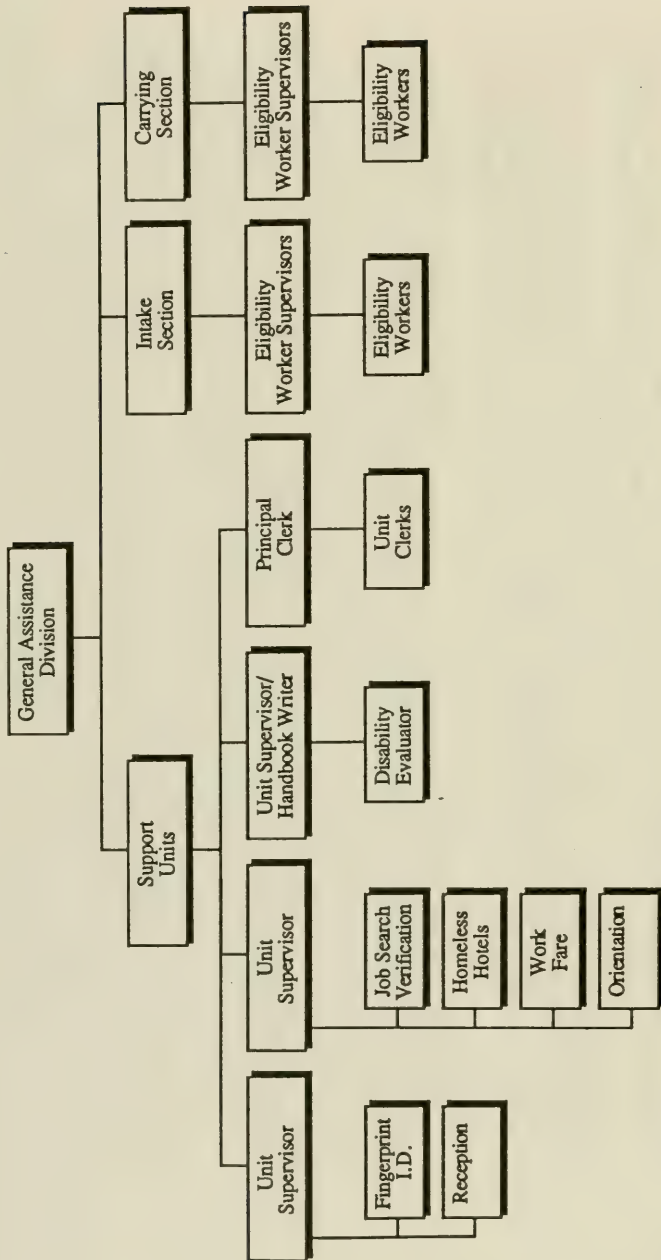 General Assistance
Division
Support
Units
Intake
Section
Carrying
Section
Unit
Supervisor
Unit
Supervisor
Unit Supervisor/
Handbook Writer
Principal
Clerk
Eligibility
Worker Supervisors
Eligibility
Worker Supervisors
Fingerprint
I.D.
Reception
Job Search
Verification
Homeless
Hotels
Work
Fare
Orientation
Disability
Evaluator
Unit
Clerks
Eligibility
Workers
Eligibility
Workers